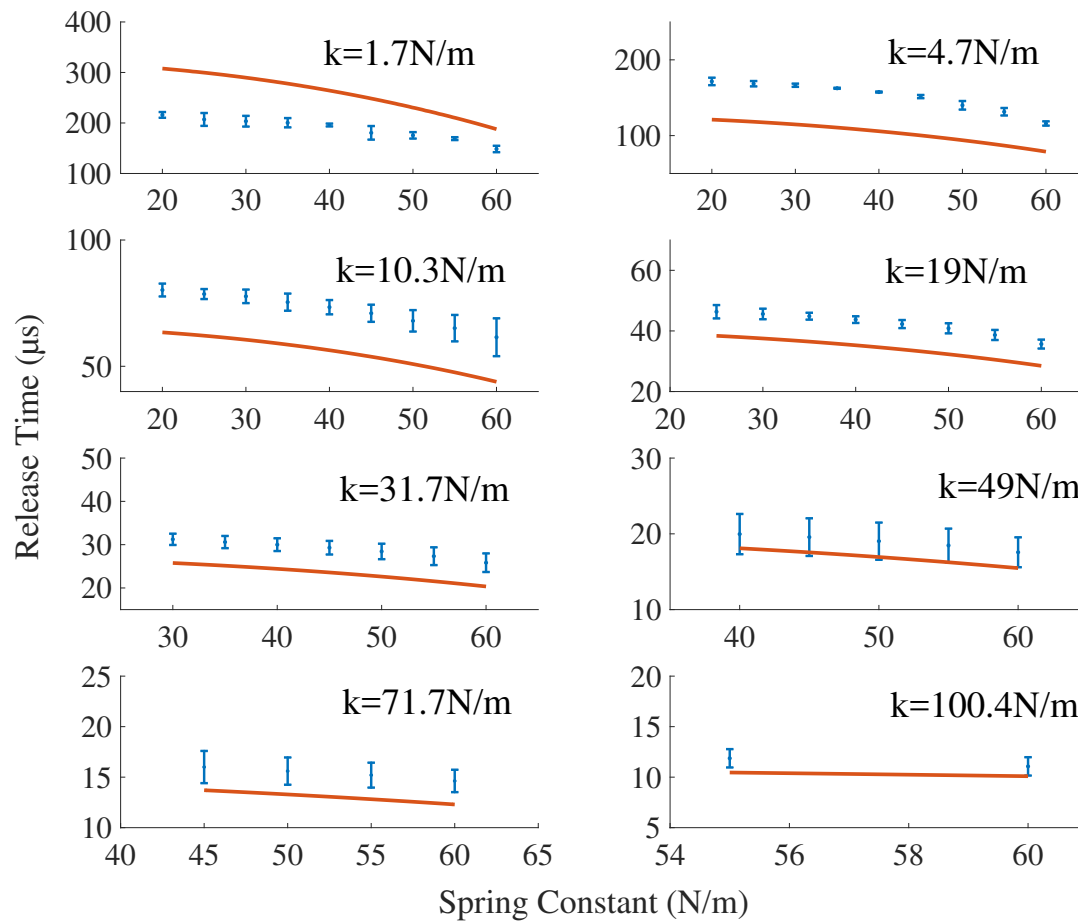 400
300
200
100
k=1.7N/m
20 30 40 50 60
200
100
k=4.7N/m
20 30 40 50 60
100
50
k=10.3N/m
20 30 40 50 60
60
40
20
k=19N/m
20 30 40 50 60
50
40
30
20
k=31.7N/m
30 40 50 60
30
20
10
k=49N/m
40 50 60
25
20
15
10
k=71.7N/m
40 45 50 55 60 65
20
15
10
5
k=100.4N/m
54 56 58 60
Release Time (μs)
Spring Constant (N/m)